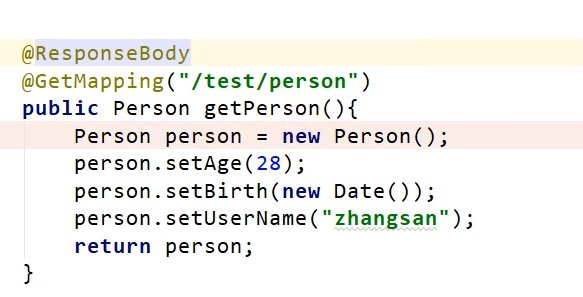 @ResponseBody
@GetMapping("/test/person")
public Person getPerson(){
    Person person = new Person();
    person.setAge(28);
    person.setBirth(new Date());
    person.setUserName("zhangsan");
    return person;
}